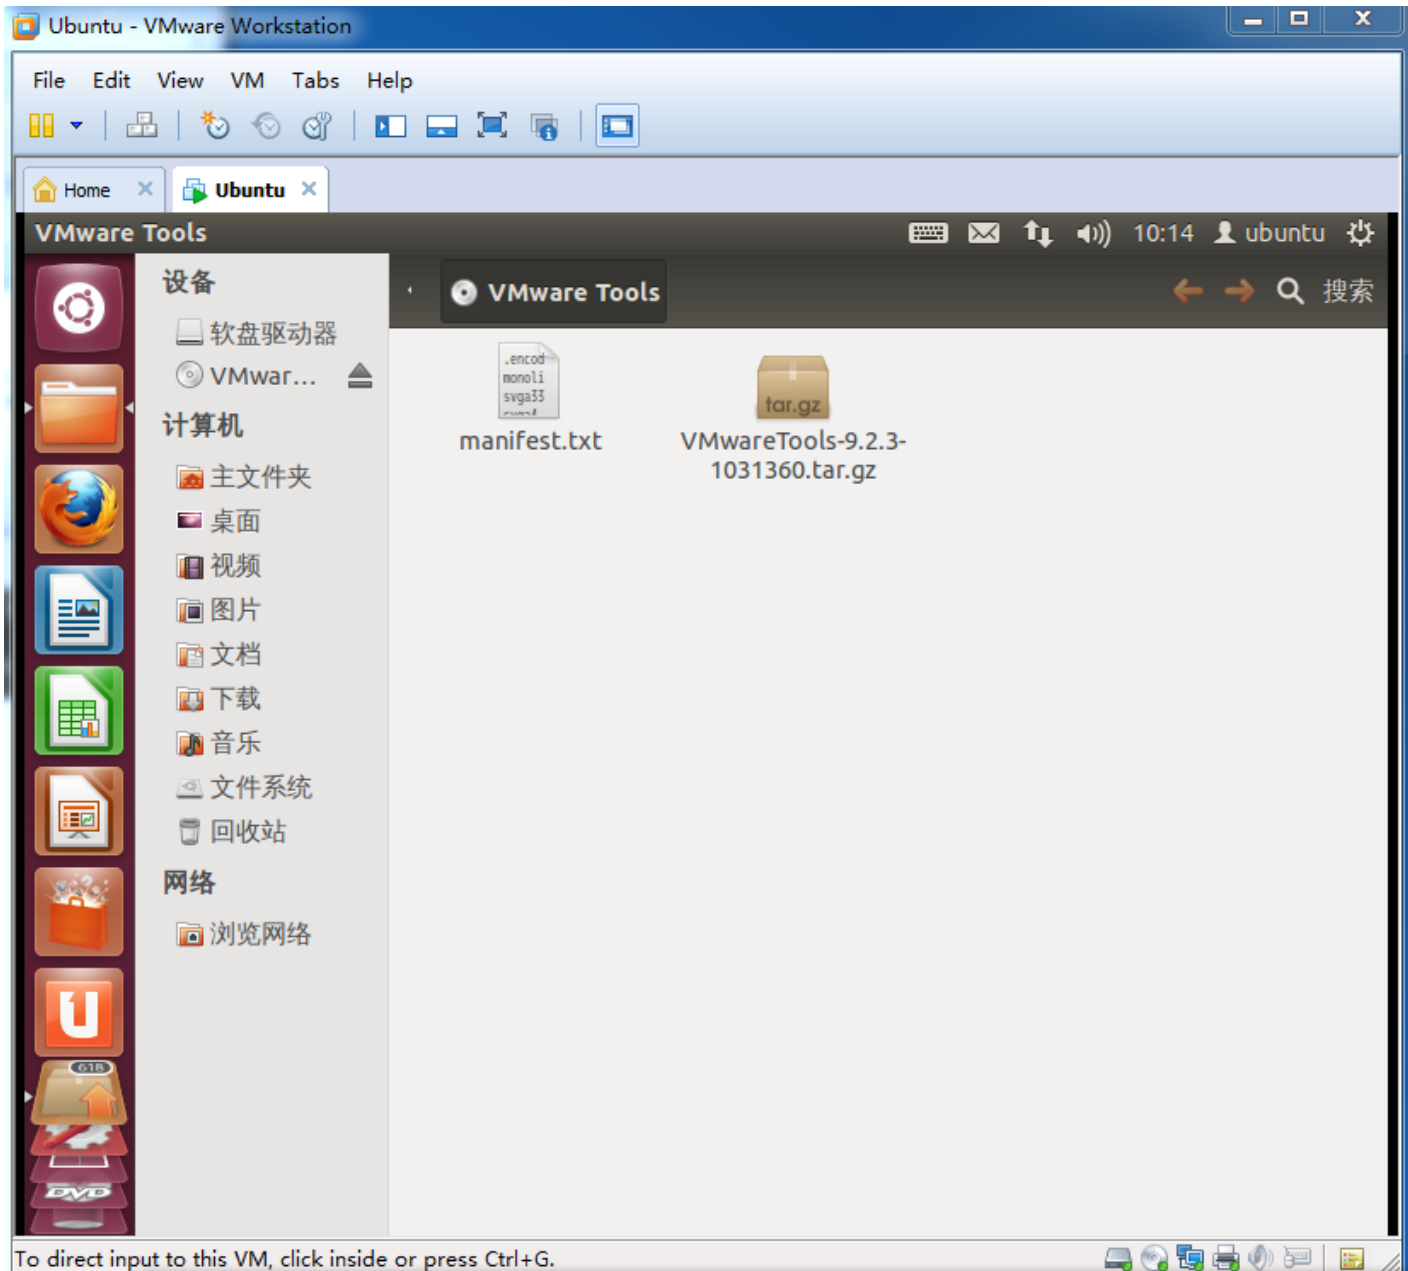 Ubuntu - VMware Workstation
File Edit View VM Tabs Help
Home Ubuntu
VMware Tools 10:14 ubuntu
设备
软盘驱动器
VMwar...
计算机
主文件夹
桌面
视频
图片
文档
下载
音乐
文件系统
回收站
网络
浏览网络
VMware Tools 搜索
.encod
monoli
svga33
tar.gz
manifest.txt
VMwareTools-9.2.3-
1031360.tar.gz
618
DVD
To direct input to this VM, click inside or press Ctrl+G.